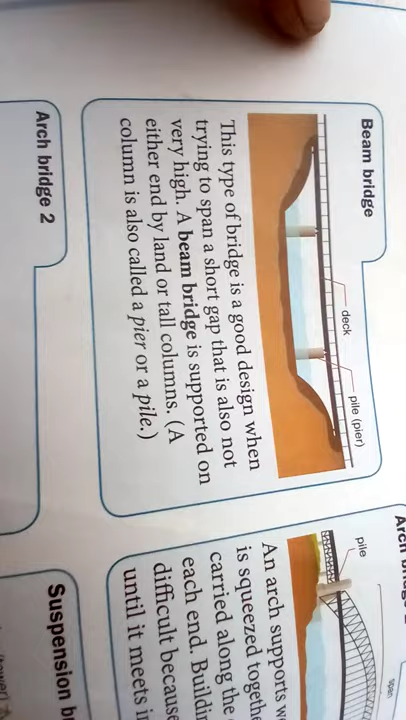 Beam bridge
deck
pile (pier)
This type of bridge is a good design when
trying to span a short gap that is also not
very high. A beam bridge is supported on
either end by land or tall columns. (A
column is also called a pier or a pile.)
Arch bridge 2
Arch
pile
span
An arch supports
is squeezed
carried along the
each end.
difficult because
until it meets
Suspension